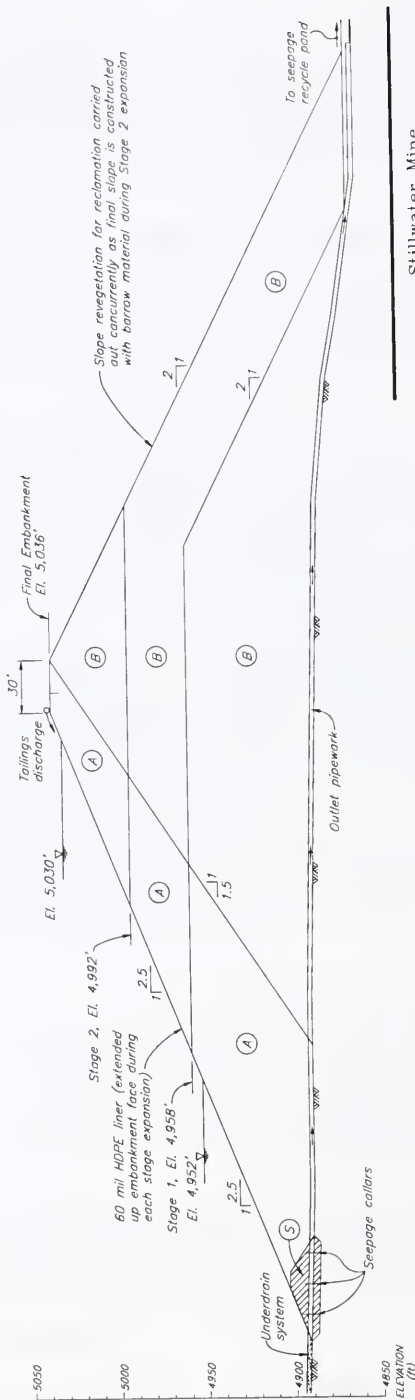 Slope revegetation for reclamation carried
out concurrently as final slope is constructed
with borrow material during Stage 2 expansion
Final Embankment
El. 5,036'
30'
Tailings
discharge
El. 5,030'
Stage 2, El. 4,992'
60 mil HDPE liner (extended
up embankment face during
each stage expansion)
Stage 1, El. 4,958'
El. 4,952'
2.5
1
2.5
1
1
1.5
2
1
2
1
A
A
A
B
B
B
B
S
Underdrain
system
Seepage collars
Outlet pipework
To seepage
recycle pond
5050
5000
4950
4900
4850
ELEVATION
(ft)
Stillwater Mine